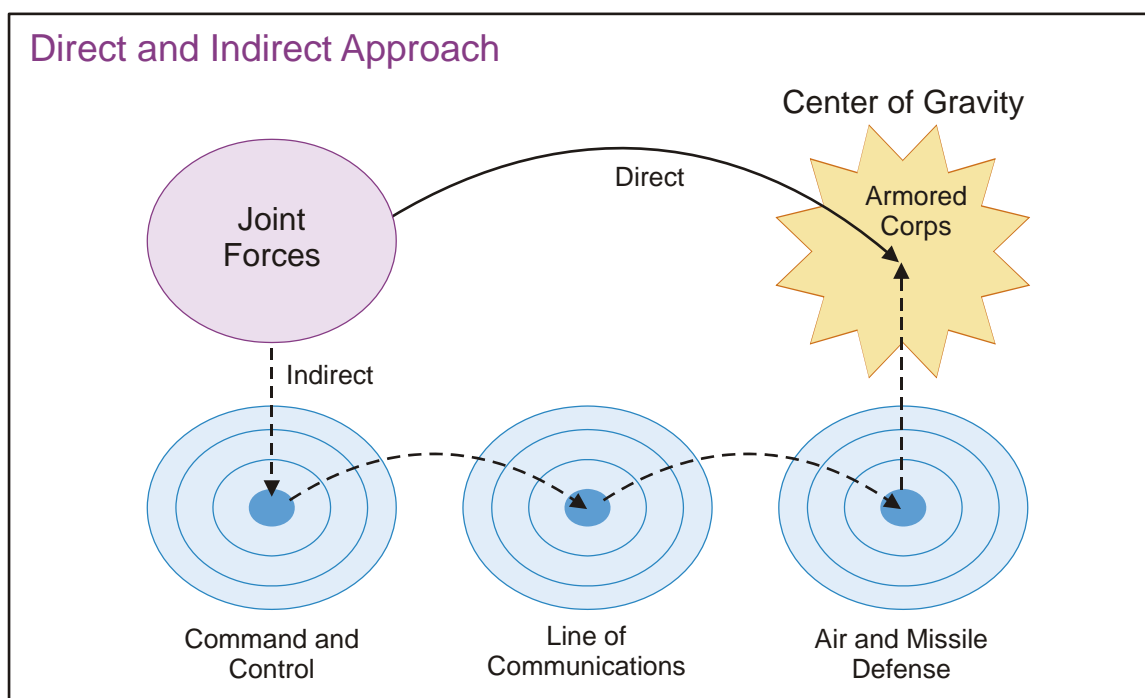 Direct and Indirect Approach
Center of Gravity
Direct
Armored
Corps
Joint
Forces
Indirect
Command and
Control
Line of
Communications
Air and Missile
Defense